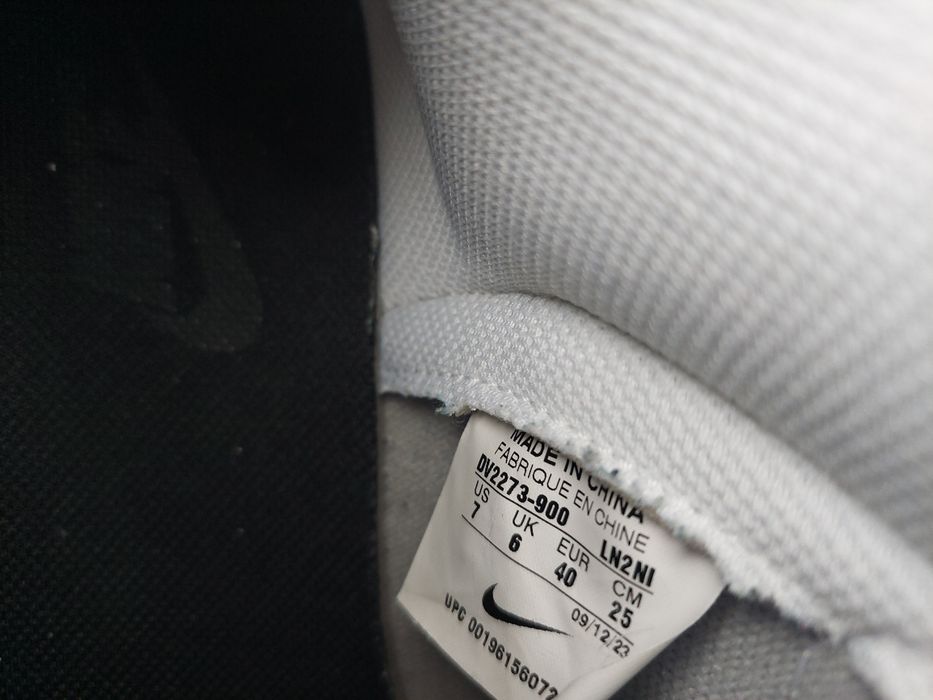 MADE IN CHINA
FABRIQUE EN CHINE
DV2273-900 LN2NI
US UK EUR CM
7 6 40 25
09/12/23
UPC 00196156072